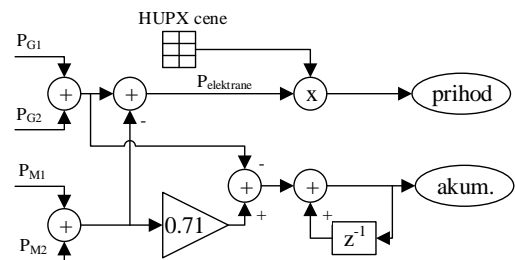 HUPX cene
P_G1
+
+
P_elektrane
x
prihod
P_G2
-
-
P_M1
+
+
akum.
+
0.71
+
+
z^-1
P_M2